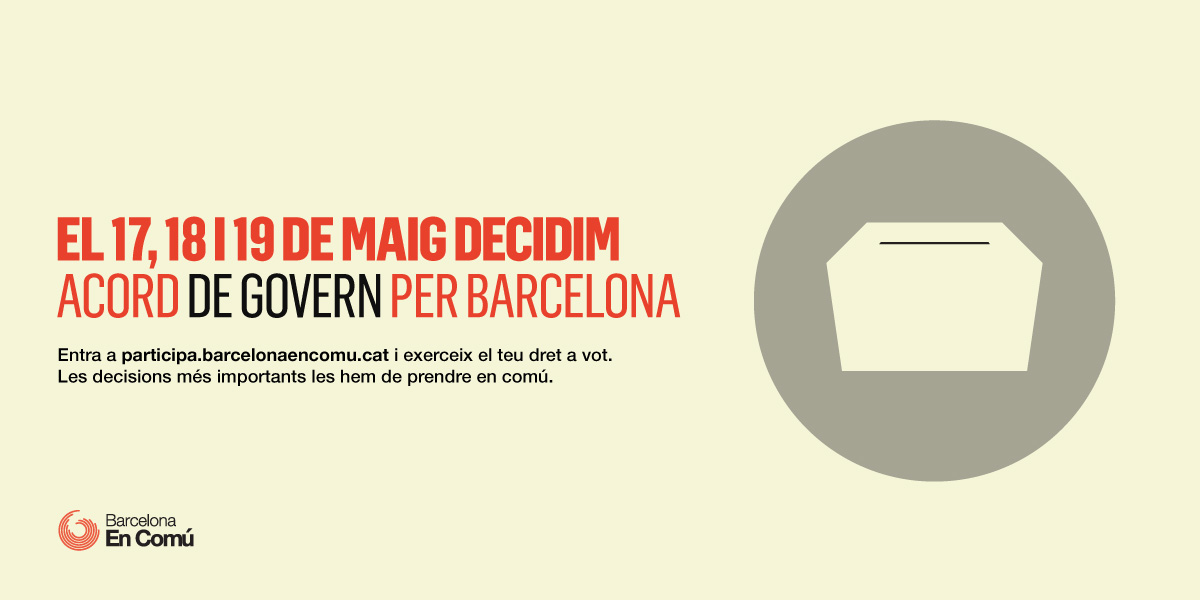 EL 17, 18 I 19 DE MAIG DECIDIM
ACORD DE GOVERN PER BARCELONA
Entra a participa.barcelonaencomu.cat i exerceix el teu dret a vot.
Les decisions més importants les hem de prendre en comú.
Barcelona
En Comú